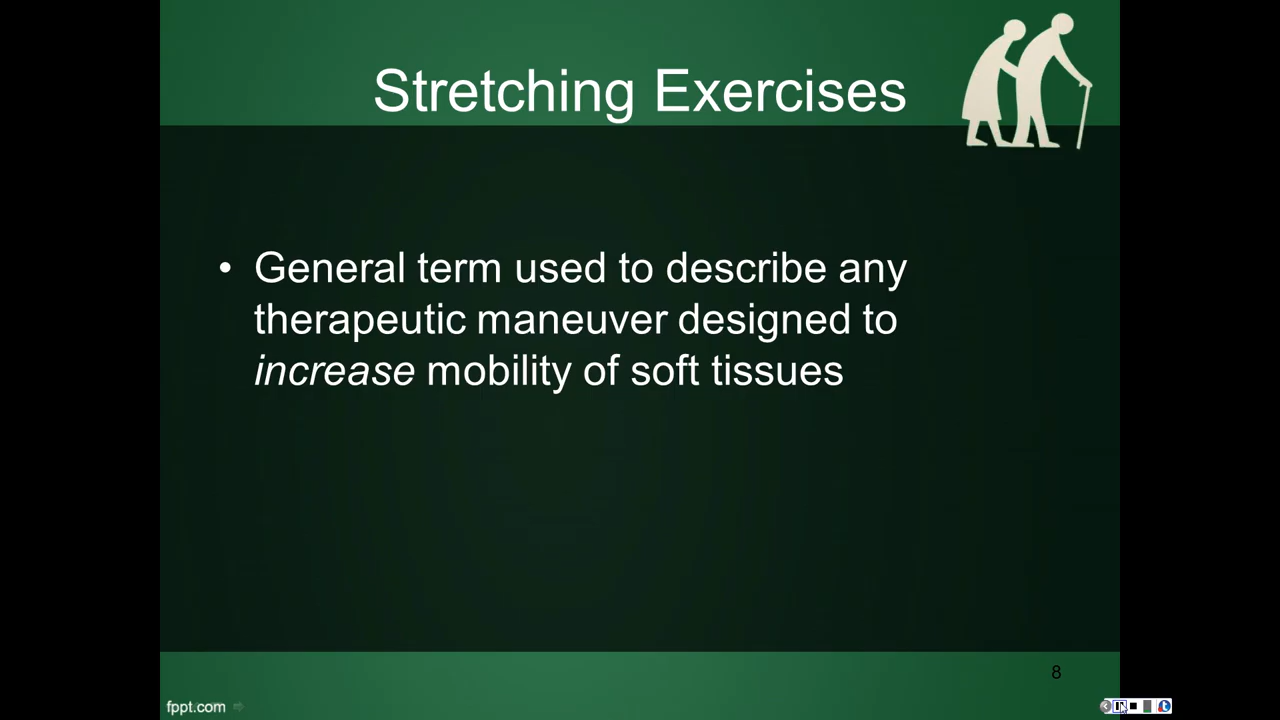 Stretching Exercises
• General term used to describe any
therapeutic maneuver designed to
increase mobility of soft tissues
8
fppt.com